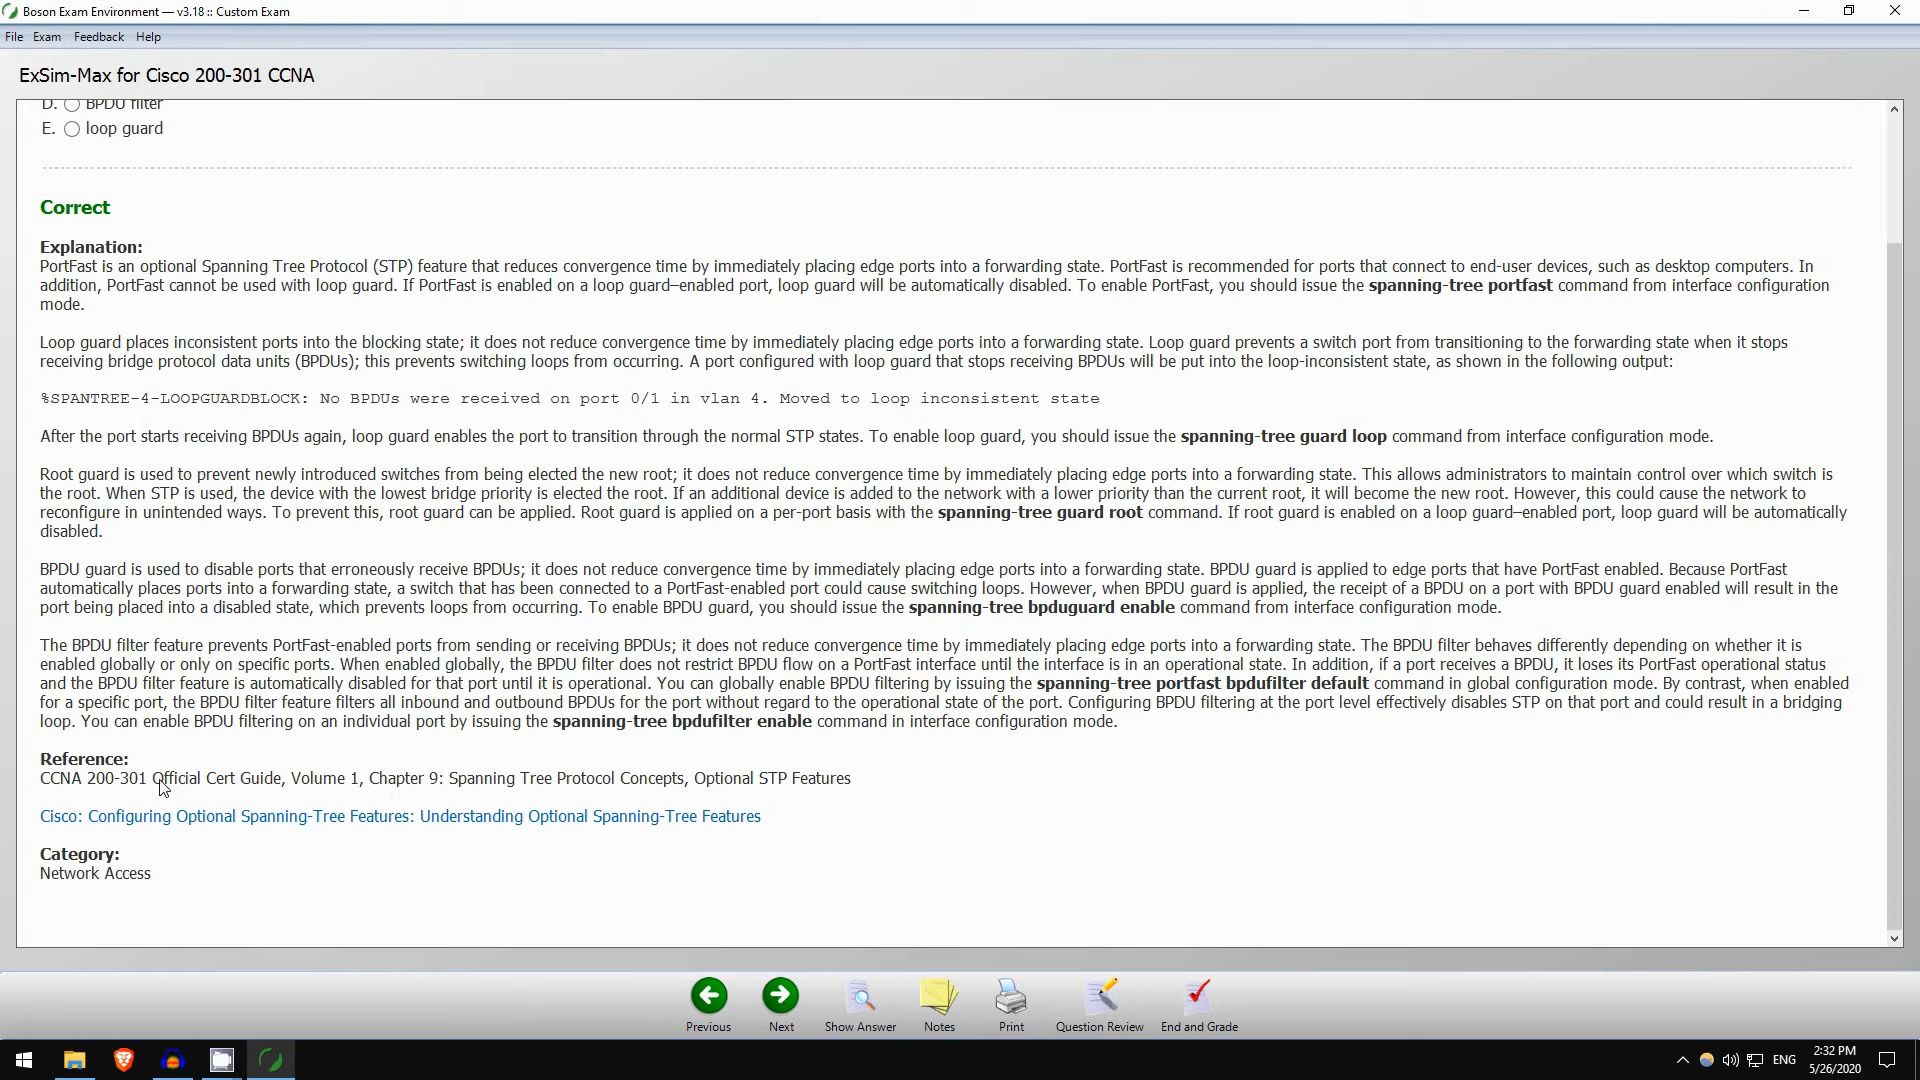 Boson Exam Environment — v3.18 :: Custom Exam
File Exam Feedback Help
ExSim-Max for Cisco 200-301 CCNA
D. BPDU filter
E. loop guard
Correct
Explanation:
PortFast is an optional Spanning Tree Protocol (STP) feature that reduces convergence time by immediately placing edge ports into a forwarding state. PortFast is recommended for ports that connect to end-user devices, such as desktop computers. In
addition, PortFast cannot be used with loop guard. If PortFast is enabled on a loop guard–enabled port, loop guard will be automatically disabled. To enable PortFast, you should issue the spanning-tree portfast command from interface configuration
mode.
Loop guard places inconsistent ports into the blocking state; it does not reduce convergence time by immediately placing edge ports into a forwarding state. Loop guard prevents a switch port from transitioning to the forwarding state when it stops
receiving bridge protocol data units (BPDUs); this prevents switching loops from occurring. A port configured with loop guard that stops receiving BPDUs will be put into the loop-inconsistent state, as shown in the following output:
%SPANTREE-4-LOOPGUARDBLOCK: No BPDUs were received on port 0/1 in vlan 4. Moved to loop inconsistent state
After the port starts receiving BPDUs again, loop guard enables the port to transition through the normal STP states. To enable loop guard, you should issue the spanning-tree guard loop command from interface configuration mode.
Root guard is used to prevent newly introduced switches from being elected the new root; it does not reduce convergence time by immediately placing edge ports into a forwarding state. This allows administrators to maintain control over which switch is
the root. When STP is used, the device with the lowest bridge priority is elected the root. If an additional device is added to the network with a lower priority than the current root, it will become the new root. However, this could cause the network to
reconfigure in unintended ways. To prevent this, root guard can be applied. Root guard is applied on a per-port basis with the spanning-tree guard root command. If root guard is enabled on a loop guard–enabled port, loop guard will be automatically
disabled.
BPDU guard is used to disable ports that erroneously receive BPDUs; it does not reduce convergence time by immediately placing edge ports into a forwarding state. BPDU guard is applied to edge ports that have PortFast enabled. Because PortFast
automatically places ports into a forwarding state, a switch that has been connected to a PortFast-enabled port could cause switching loops. However, when BPDU guard is applied, the receipt of a BPDU on a port with BPDU guard enabled will result in the
port being placed into a disabled state, which prevents loops from occurring. To enable BPDU guard, you should issue the spanning-tree bpduguard enable command from interface configuration mode.
The BPDU filter feature prevents PortFast-enabled ports from sending or receiving BPDUs; it does not reduce convergence time by immediately placing edge ports into a forwarding state. The BPDU filter behaves differently depending on whether it is
enabled globally or only on specific ports. When enabled globally, the BPDU filter does not restrict BPDU flow on a PortFast interface until the interface is in an operational state. In addition, if a port receives a BPDU, it loses its PortFast operational status
and the BPDU filter feature is automatically disabled for that port until it is operational. You can globally enable BPDU filtering by issuing the spanning-tree portfast bpdufilter default command in global configuration mode. By contrast, when enabled
for a specific port, the BPDU filter feature filters all inbound and outbound BPDUs for the port without regard to the operational state of the port. Configuring BPDU filtering at the port level effectively disables STP on that port and could result in a bridging
loop. You can enable BPDU filtering on an individual port by issuing the spanning-tree bpdufilter enable command in interface configuration mode.
Reference:
CCNA 200-301 Official Cert Guide, Volume 1, Chapter 9: Spanning Tree Protocol Concepts, Optional STP Features
Cisco: Configuring Optional Spanning-Tree Features: Understanding Optional Spanning-Tree Features
Category:
Network Access
Previous Next Show Answer Notes Print Question Review End and Grade
ENG 2:32 PM
5/26/2020